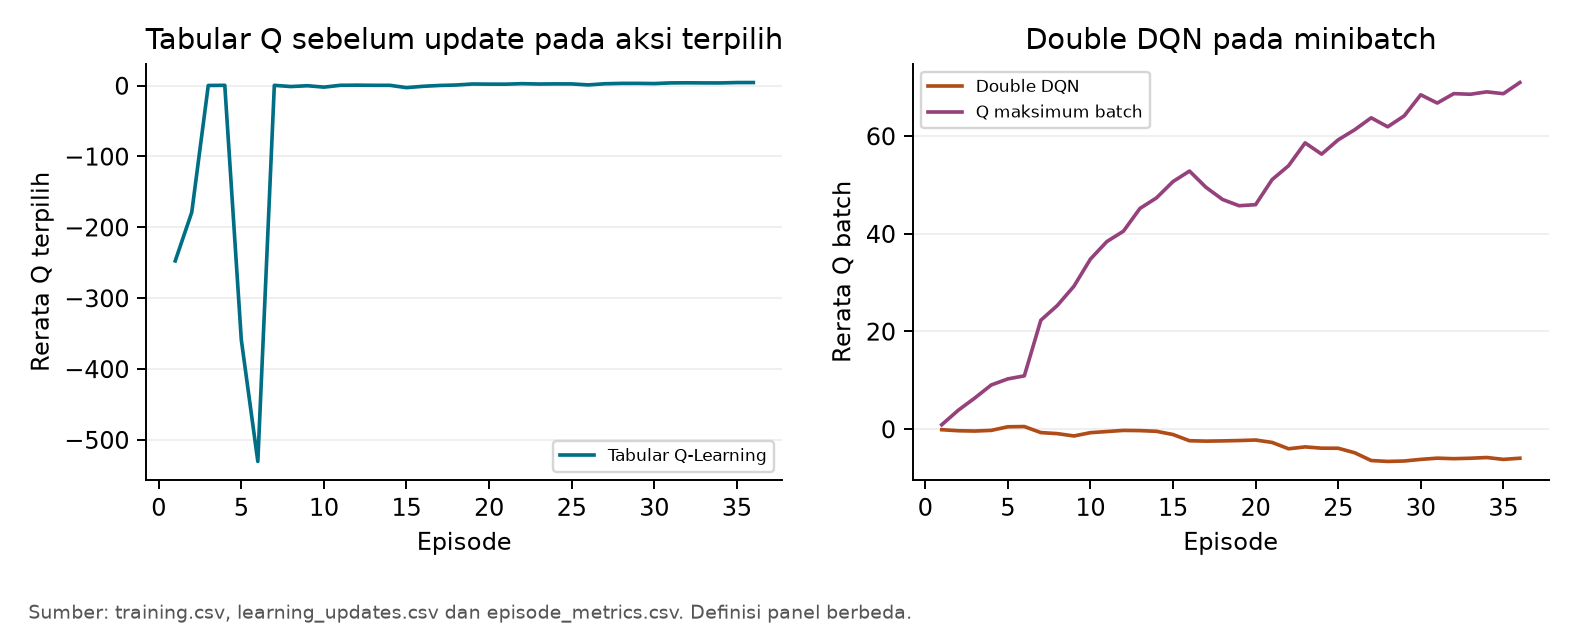 Tabular Q sebelum update pada aksi terpilih
Rerata Q terpilih
0
−100
−200
−300
−400
−500
Tabular Q-Learning
0 5 10 15 20 25 30 35
Episode
Double DQN pada minibatch
Rerata Q batch
60
40
20
0
Double DQN
Q maksimum batch
0 5 10 15 20 25 30 35
Episode
Sumber: training.csv, learning_updates.csv dan episode_metrics.csv. Definisi panel berbeda.